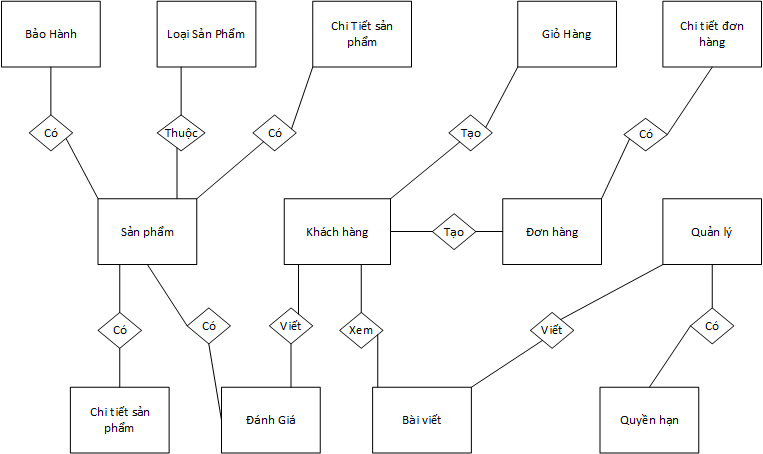 Bảo Hành
Loại Sản Phẩm
Chi Tiết sản
phẩm
Giỏ Hàng
Chi tiết đơn
hàng
Có
Thuộc
Có
Tạo
Có
Sản phẩm
Khách hàng
Tạo
Đơn hàng
Quản lý
Có
Có
Viết
Xem
Viết
Có
Chi tiết sản
phẩm
Đánh Giá
Bài viết
Quyền hạn